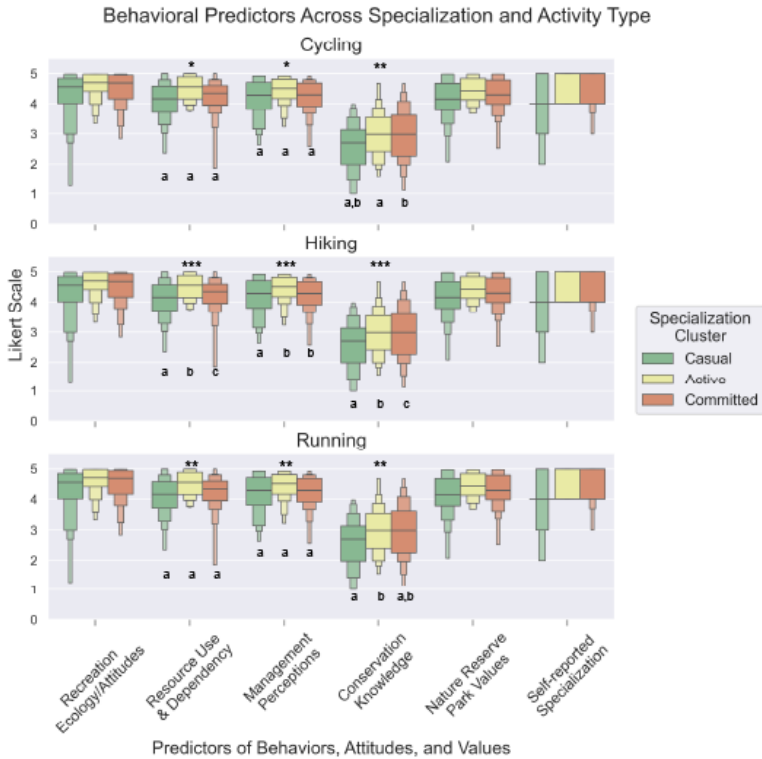 Behavioral Predictors Across Specialization and Activity Type
Cycling
* * **
5
4
3
2
1
0
a a a
a a a
a,b a b
Hiking
*** *** ***
5
4
3
2
1
0
a b c
a b b
a b c
Likert Scale
Running
** ** **
5
4
3
2
1
0
a a a
a a a
a b a,b
Recreation
Ecology/Attitudes
Resource Use
& Dependency
Management
Perceptions
Conservation
Knowledge
Nature Reserve
Park Values
Self-reported
Specialization
Predictors of Behaviors, Attitudes, and Values
Specialization
Cluster
Casual
Active
Committed